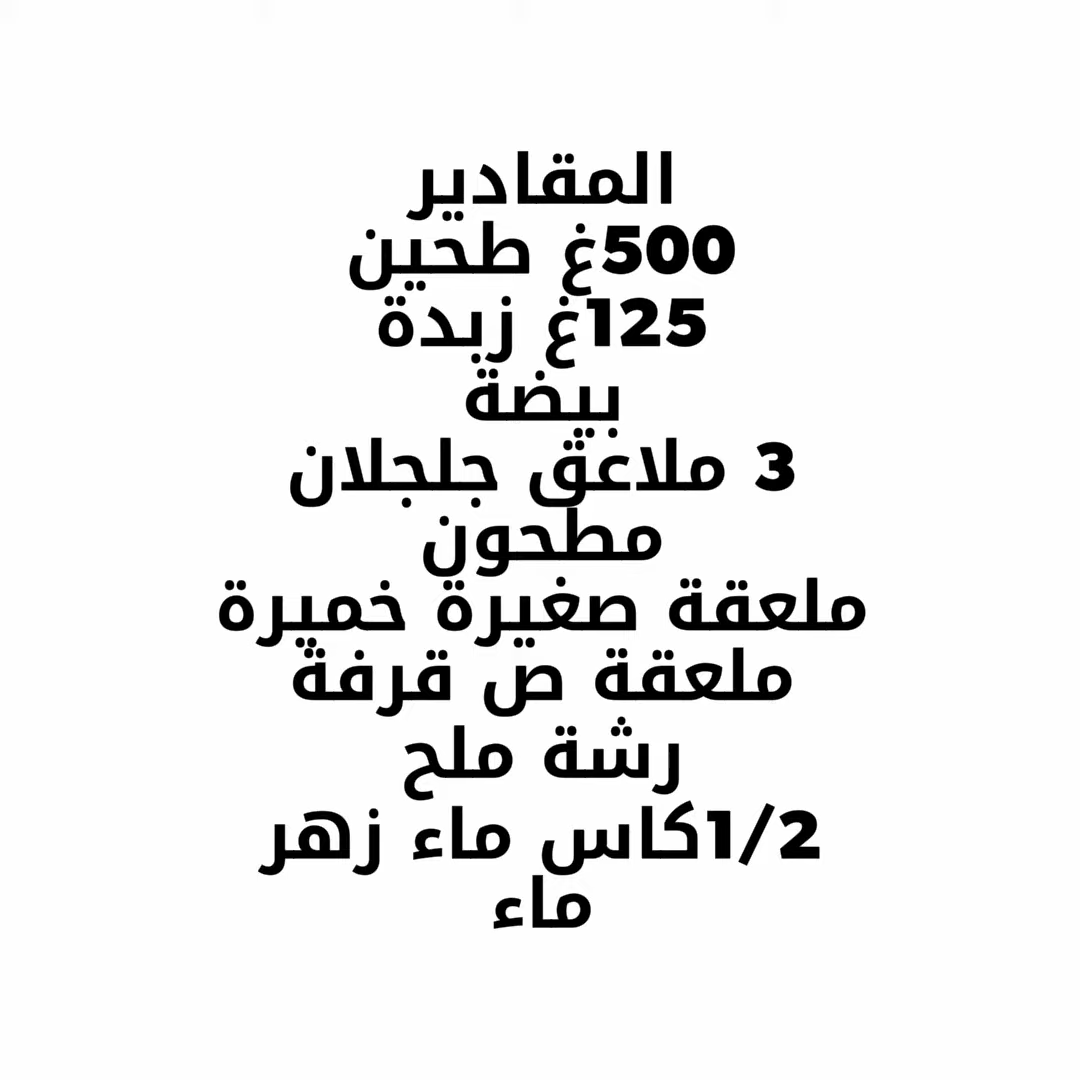 المقادير
500غ طحين
125غ زبدة
بيضة
3 ملاعق جلجلان
مطحون
ملعقة صغيرة خميرة
ملعقة ص قرفة
رشة ملح
1/2كاس ماء زهر
ماء